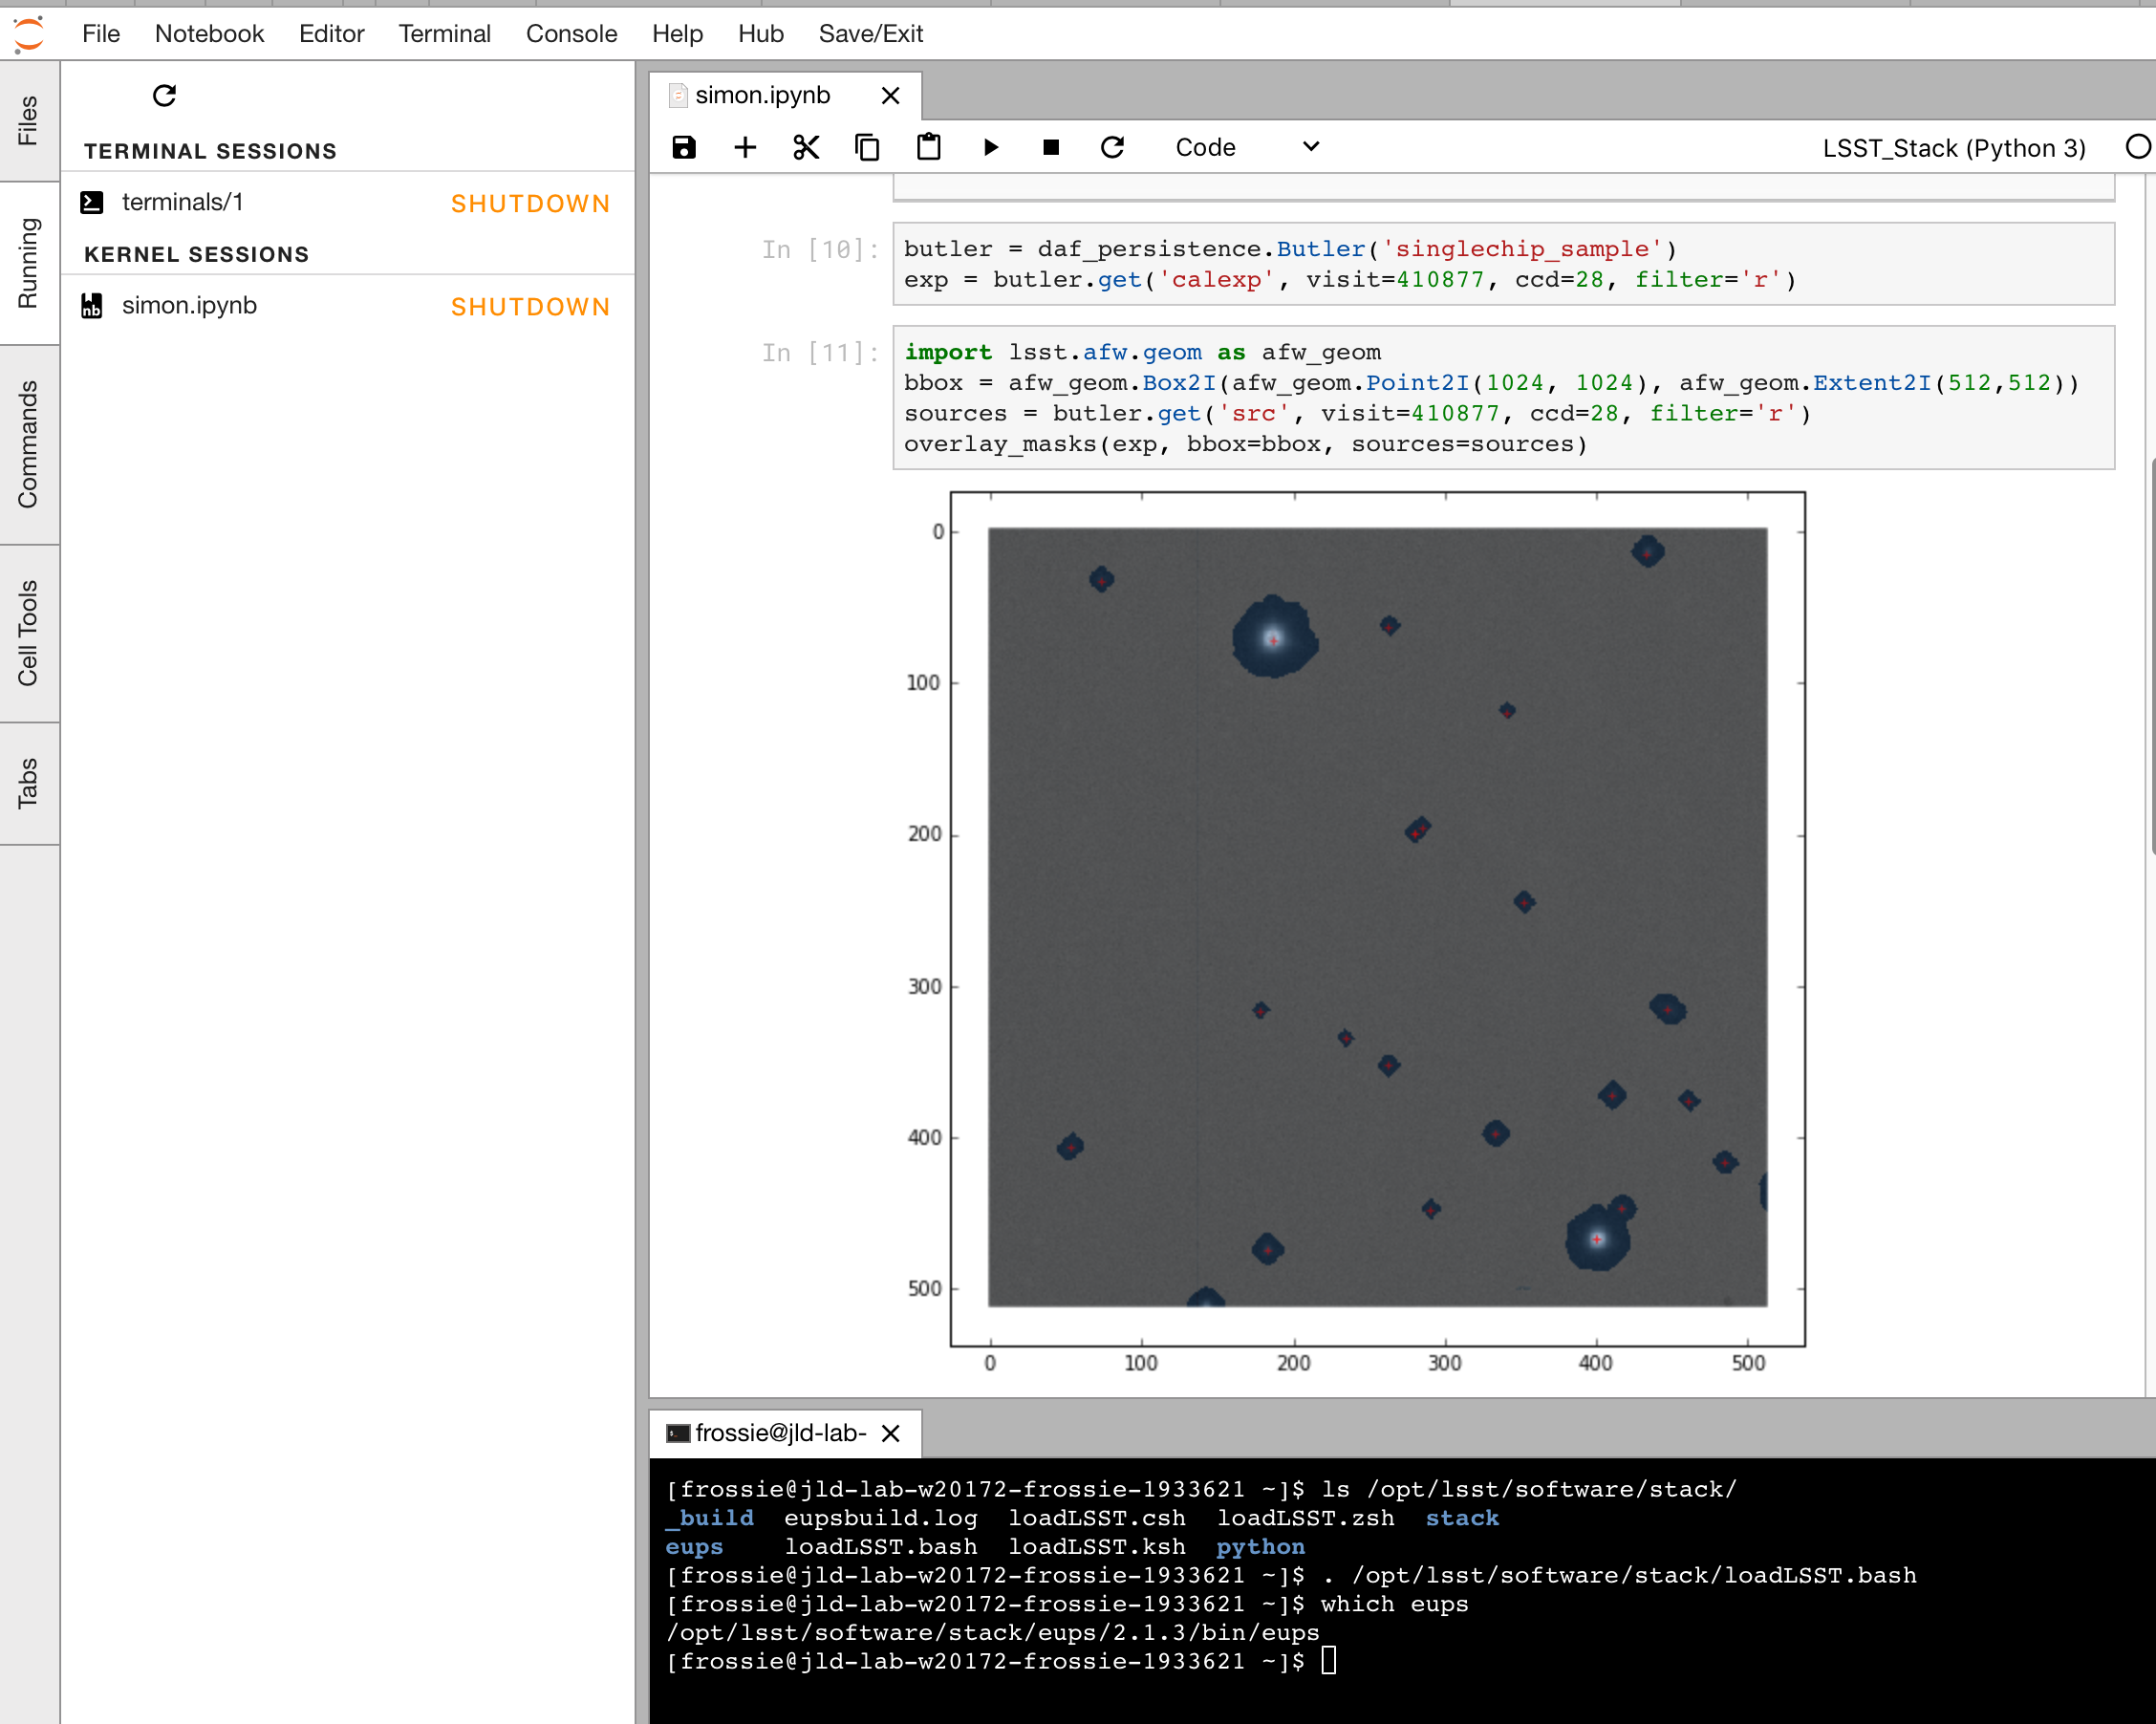 File Notebook Editor Terminal Console Help Hub Save/Exit
Files
Running
Commands
Cell Tools
Tabs
TERMINAL SESSIONS
terminals/1 SHUTDOWN
KERNEL SESSIONS
simon.ipynb SHUTDOWN
simon.ipynb
Code LSST_Stack (Python 3)
In [10]: butler = daf_persistence.Butler('singlechip_sample')
exp = butler.get('calexp', visit=410877, ccd=28, filter='r')
In [11]: import lsst.afw.geom as afw_geom
bbox = afw_geom.Box2I(afw_geom.Point2I(1024, 1024), afw_geom.Extent2I(512,512))
sources = butler.get('src', visit=410877, ccd=28, filter='r')
overlay_masks(exp, bbox=bbox, sources=sources)
0
100
200
300
400
500
0 100 200 300 400 500
frossie@jld-lab-
[frossie@jld-lab-w20172-frossie-1933621 ~]$ ls /opt/lsst/software/stack/
_build eupsbuild.log loadLSST.csh loadLSST.zsh stack
eups loadLSST.bash loadLSST.ksh python
[frossie@jld-lab-w20172-frossie-1933621 ~]$ . /opt/lsst/software/stack/loadLSST.bash
[frossie@jld-lab-w20172-frossie-1933621 ~]$ which eups
/opt/lsst/software/stack/eups/2.1.3/bin/eups
[frossie@jld-lab-w20172-frossie-1933621 ~]$